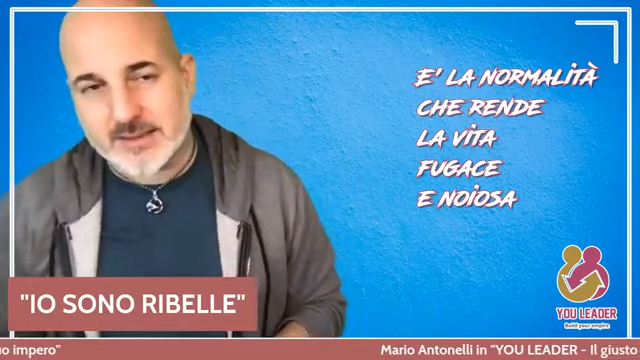 E' LA NORMALITÀ
CHE RENDE
LA VITA
FUGACE
E NOIOSA
YOU LEADER
Build your empire
"IO SONO RIBELLE"
impero" Mario Antonelli in "YOU LEADER - Il giusto